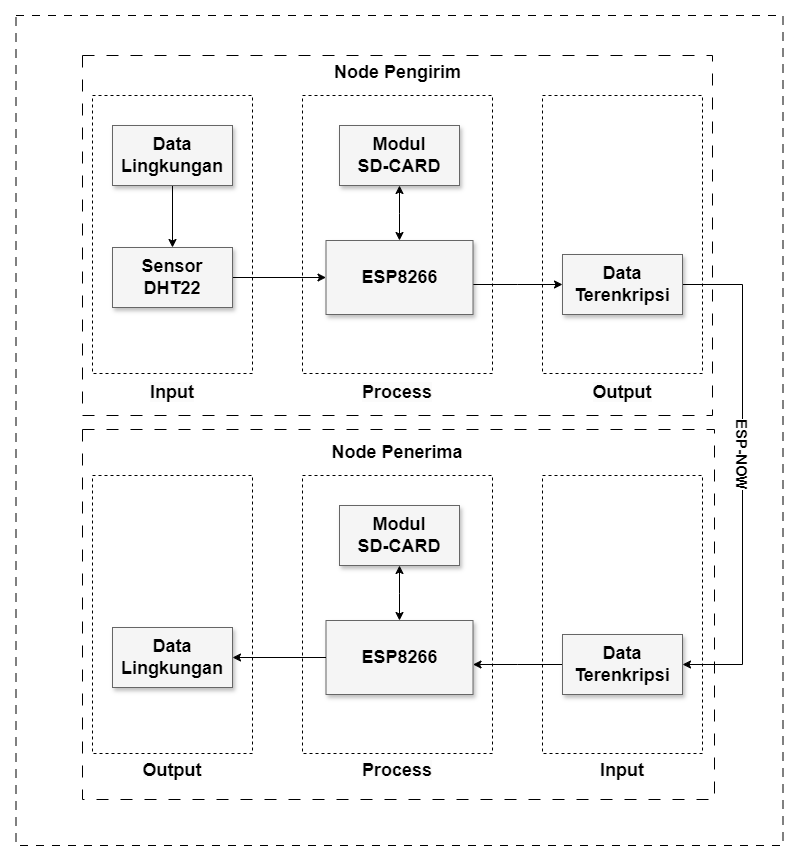 Node Pengirim
Data
Lingkungan
Sensor
DHT22
Input
Modul
SD-CARD
ESP8266
Process
Data
Terenkripsi
Output
ESP-NOW
Node Penerima
Data
Lingkungan
Output
Modul
SD-CARD
ESP8266
Process
Data
Terenkripsi
Input